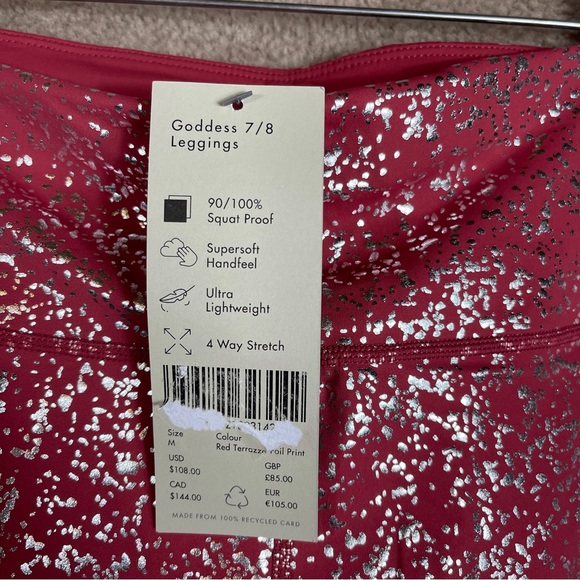 Goddess 7/8
Leggings
90/100%
Squat Proof
Supersoft
Handfeel
Ultra
Lightweight
4 Way Stretch
Size
M
Colour
Red Terrazzo Foil Print
USD
$108.00
GBP
£85.00
CAD
$144.00
EUR
€105.00
MADE FROM 100% RECYCLED CARD